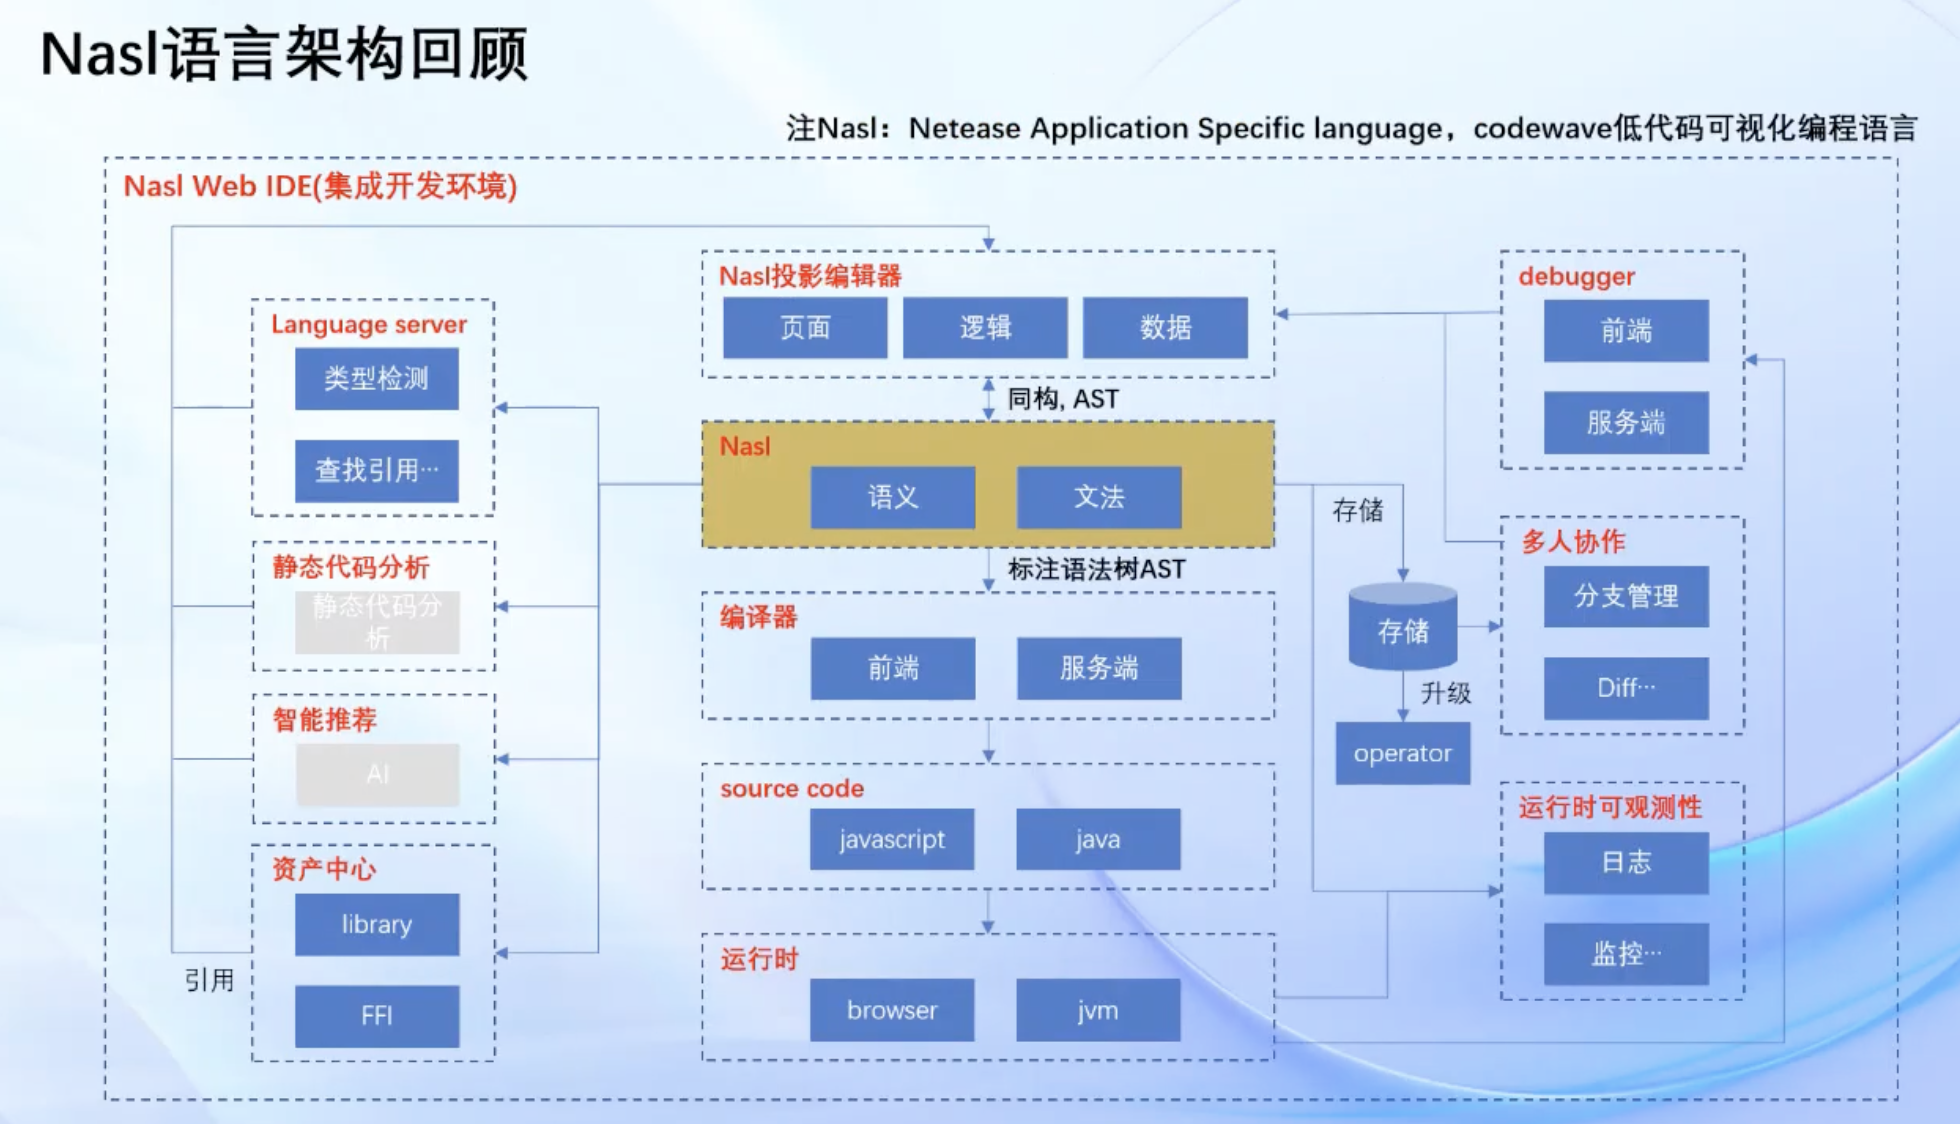 Nasl语言架构回顾
注Nasl：Netease Application Specific language，codewave低代码可视化编程语言
Nasl Web IDE(集成开发环境)
Language server
类型检测
查找引用…
静态代码分析
静态代码分
析
智能推荐
AI
资产中心
library
FFI
引用
Nasl投影编辑器
页面
逻辑
数据
同构, AST
Nasl
语义
文法
标注语法树AST
编译器
前端
服务端
source code
javascript
java
运行时
browser
jvm
存储
存储
升级
operator
debugger
前端
服务端
多人协作
分支管理
Diff…
运行时可观测性
日志
监控…